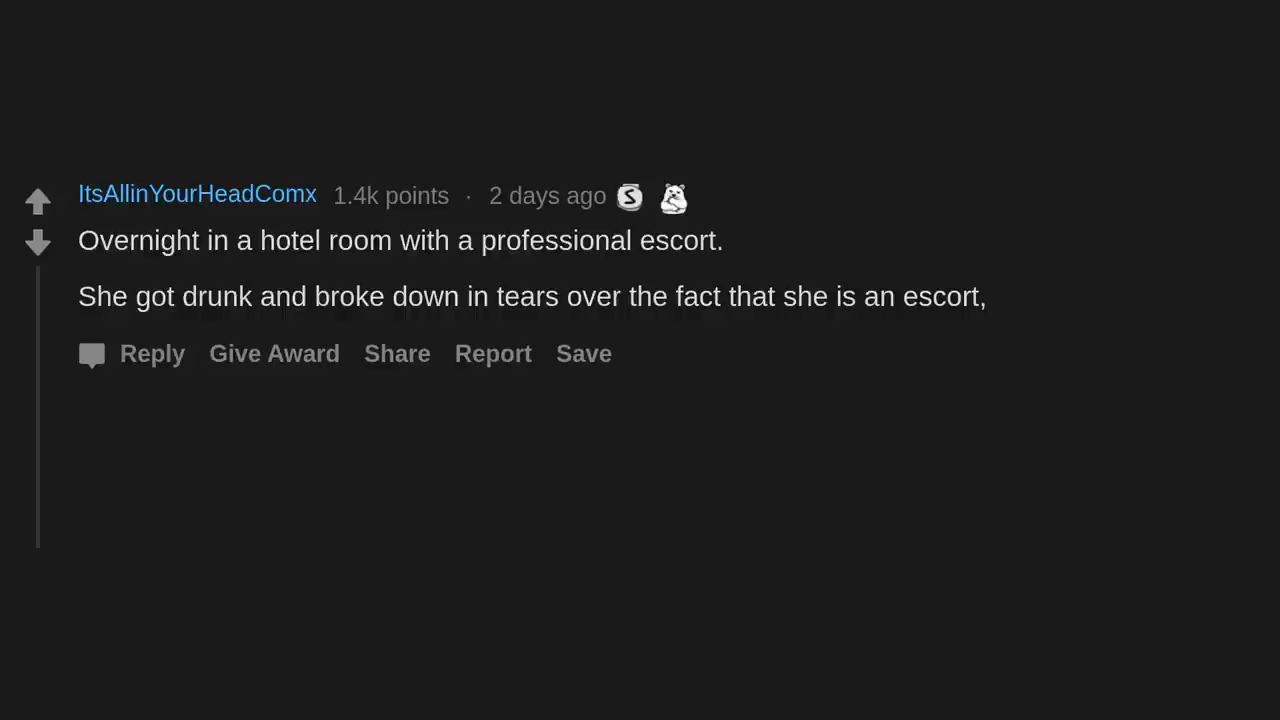 ItsAllinYourHeadComx 1.4k points · 2 days ago
Overnight in a hotel room with a professional escort.
She got drunk and broke down in tears over the fact that she is an escort,
Reply Give Award Share Report Save